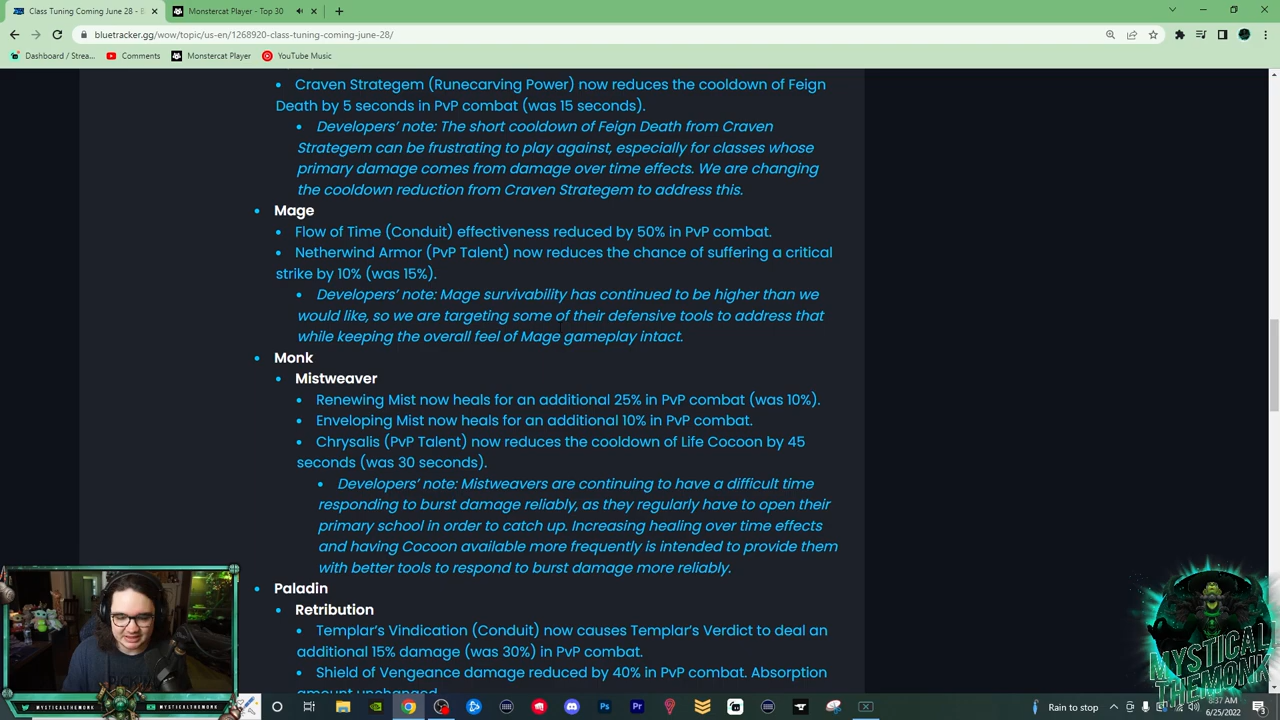 Class Tuning Coming June 28 - B
Monstercat Player - Top 30
bluetracker.gg/wow/topic/us-en/1268920-class-tuning-coming-june-28/
Dashboard / Strea...
Comments
Monstercat Player
YouTube Music
Craven Strategem (Runecarving Power) now reduces the cooldown of Feign
Death by 5 seconds in PvP combat (was 15 seconds).
Developers’ note: The short cooldown of Feign Death from Craven
Strategem can be frustrating to play against, especially for classes whose
primary damage comes from damage over time effects. We are changing
the cooldown reduction from Craven Strategem to address this.
Mage
Flow of Time (Conduit) effectiveness reduced by 50% in PvP combat.
Netherwind Armor (PvP Talent) now reduces the chance of suffering a critical
strike by 10% (was 15%).
Developers’ note: Mage survivability has continued to be higher than we
would like, so we are targeting some of their defensive tools to address that
while keeping the overall feel of Mage gameplay intact.
Monk
Mistweaver
Renewing Mist now heals for an additional 25% in PvP combat (was 10%).
Enveloping Mist now heals for an additional 10% in PvP combat.
Chrysalis (PvP Talent) now reduces the cooldown of Life Cocoon by 45
seconds (was 30 seconds).
Developers’ note: Mistweavers are continuing to have a difficult time
responding to burst damage reliably, as they regularly have to open their
primary school in order to catch up. Increasing healing over time effects
and having Cocoon available more frequently is intended to provide them
with better tools to respond to burst damage more reliably.
Paladin
Retribution
Templar’s Vindication (Conduit) now causes Templar’s Verdict to deal an
additional 15% damage (was 30%) in PvP combat.
Shield of Vengeance damage reduced by 40% in PvP combat. Absorption
amount unchanged.
MYSTICALTHEMONK
MYSTICALTHEMONK
MYSTICAL
THEMONK
Rain to stop
8:37 AM
6/25/2022